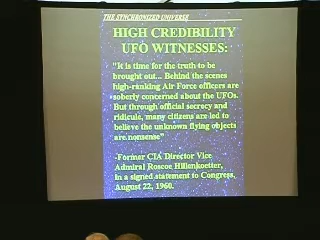 THE SYNCHRONIZED UNIVERSE
HIGH CREDIBILITY
UFO WITNESSES:
"It is time for the truth to be
brought out... Behind the scenes
high-ranking Air Force officers are
soberly concerned about the UFOs.
But through official secrecy and
ridicule, many citizens are led to
believe the unknown flying objects
are nonsense"
-Former CIA Director Vice
Admiral Roscoe Hillenkoetter,
in a signed statement to Congress,
August 22, 1960.